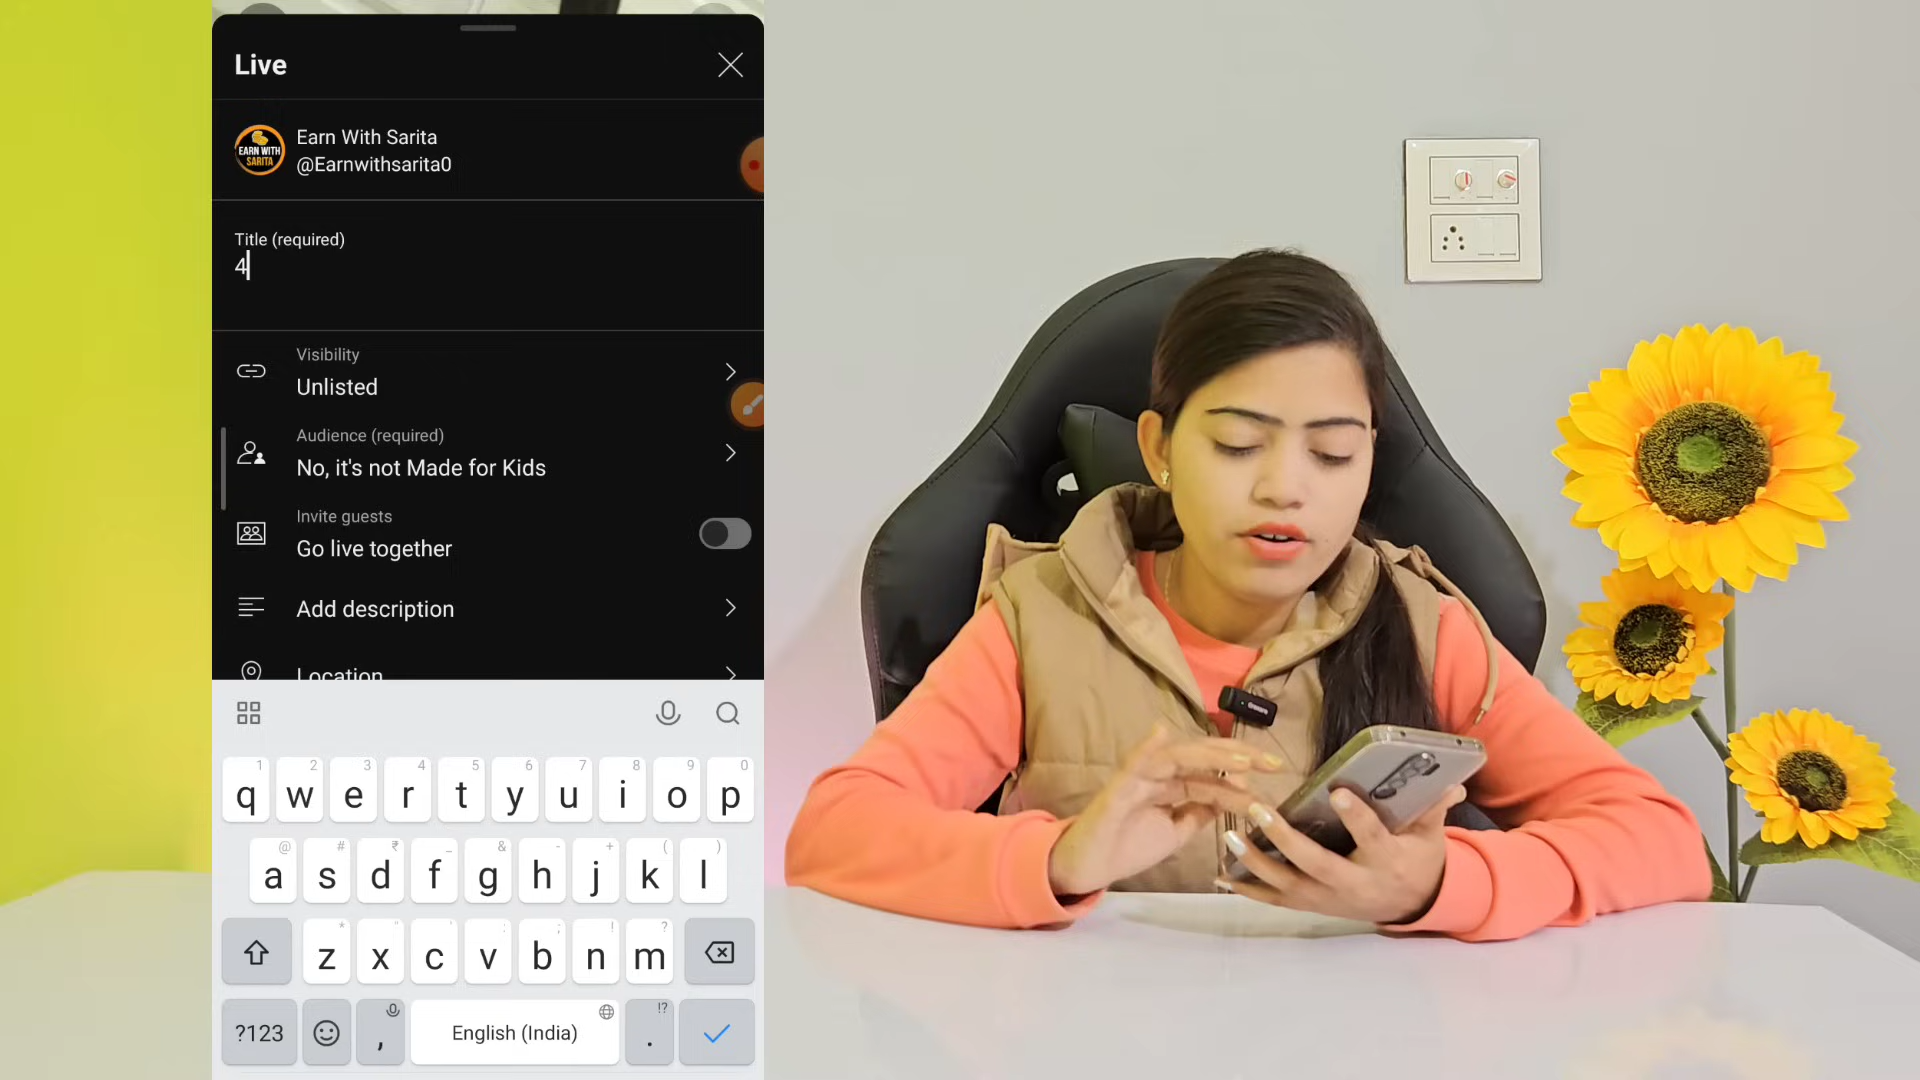 Live
EARN WITH
SARITA
Earn With Sarita
@Earnwithsarita0
Title (required)
4
Visibility
Unlisted
Audience (required)
No, it's not Made for Kids
Invite guests
Go live together
Add description
Location
1 2 3 4 5 6 7 8 9 0
q w e r t y u i o p
@ # ₹ _ & - + ( )
a s d f g h j k l
* " ' : ; ! ?
z x c v b n m
!?
?123 , English (India) .